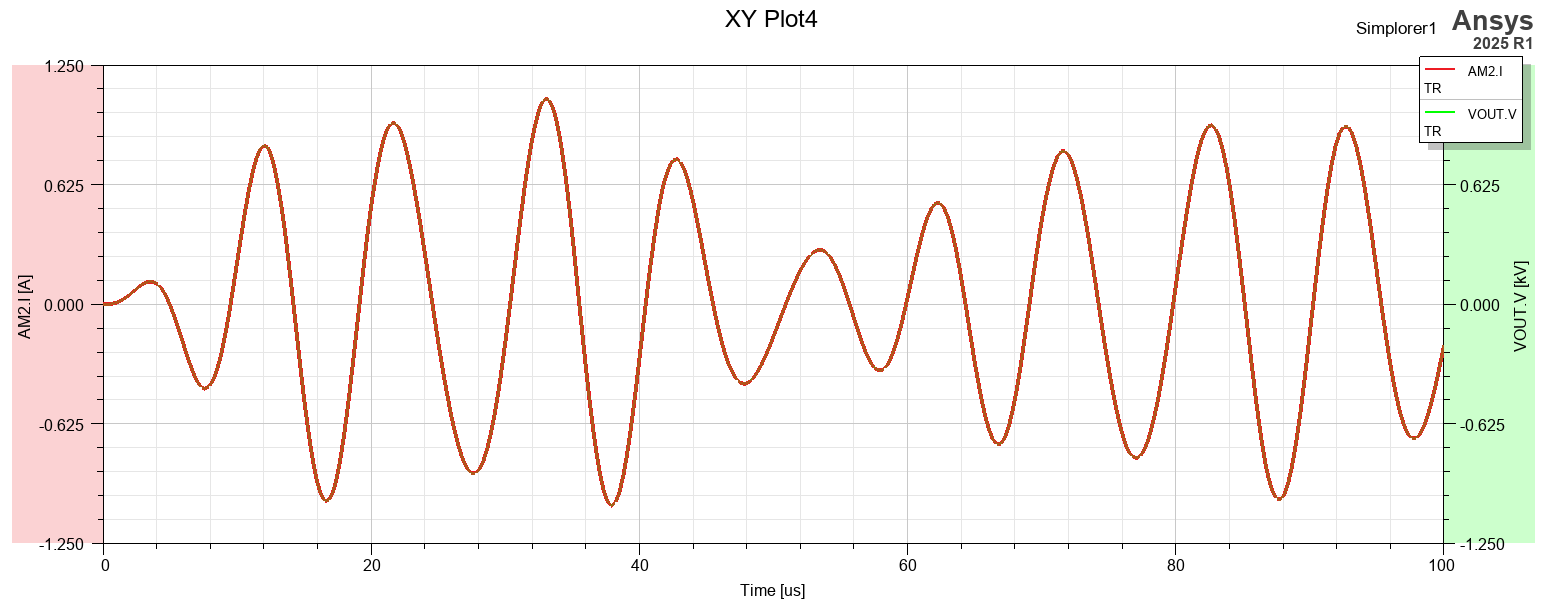 XY Plot4
Simplorer1
Ansys
2025 R1
AM2.I
TR
VOUT.V
TR
1.250
0.625
0.000
-0.625
-1.250
AM2.I [A]
0.625
0.000
-0.625
-1.250
VOUT.V [kV]
0
20
40
60
80
100
Time [us]